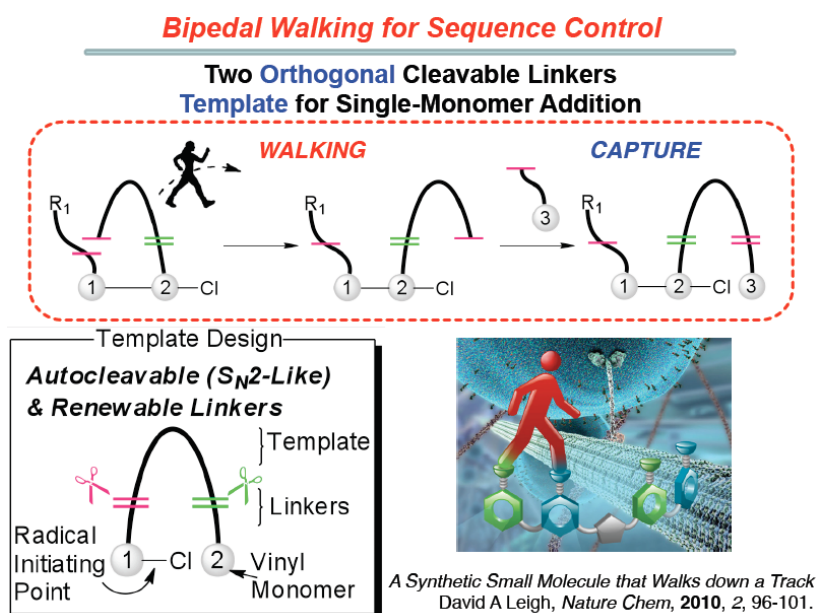 Bipedal Walking for Sequence Control
Two Orthogonal Cleavable Linkers
Template for Single-Monomer Addition
WALKING
CAPTURE
R1
1
2
Cl
R1
1
2
Cl
3
R1
1
2
Cl
3
Template Design
Autocleavable (SN2-Like)
& Renewable Linkers
Template
Linkers
Radical
Initiating
Point
1
Cl
2
Vinyl
Monomer
A Synthetic Small Molecule that Walks down a Track
David A Leigh, Nature Chem, 2010, 2, 96-101.